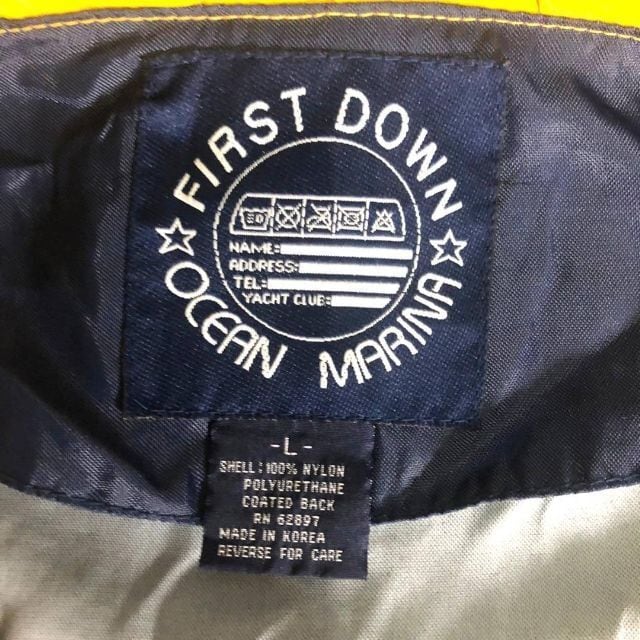 FIRST DOWN
NAME:
ADDRESS:
TEL:
YACHT CLUB:
OCEAN MARINA
-L-
SHELL: 100% NYLON
POLYURETHANE
COATED BACK
RN 62897
MADE IN KOREA
REVERSE FOR CARE